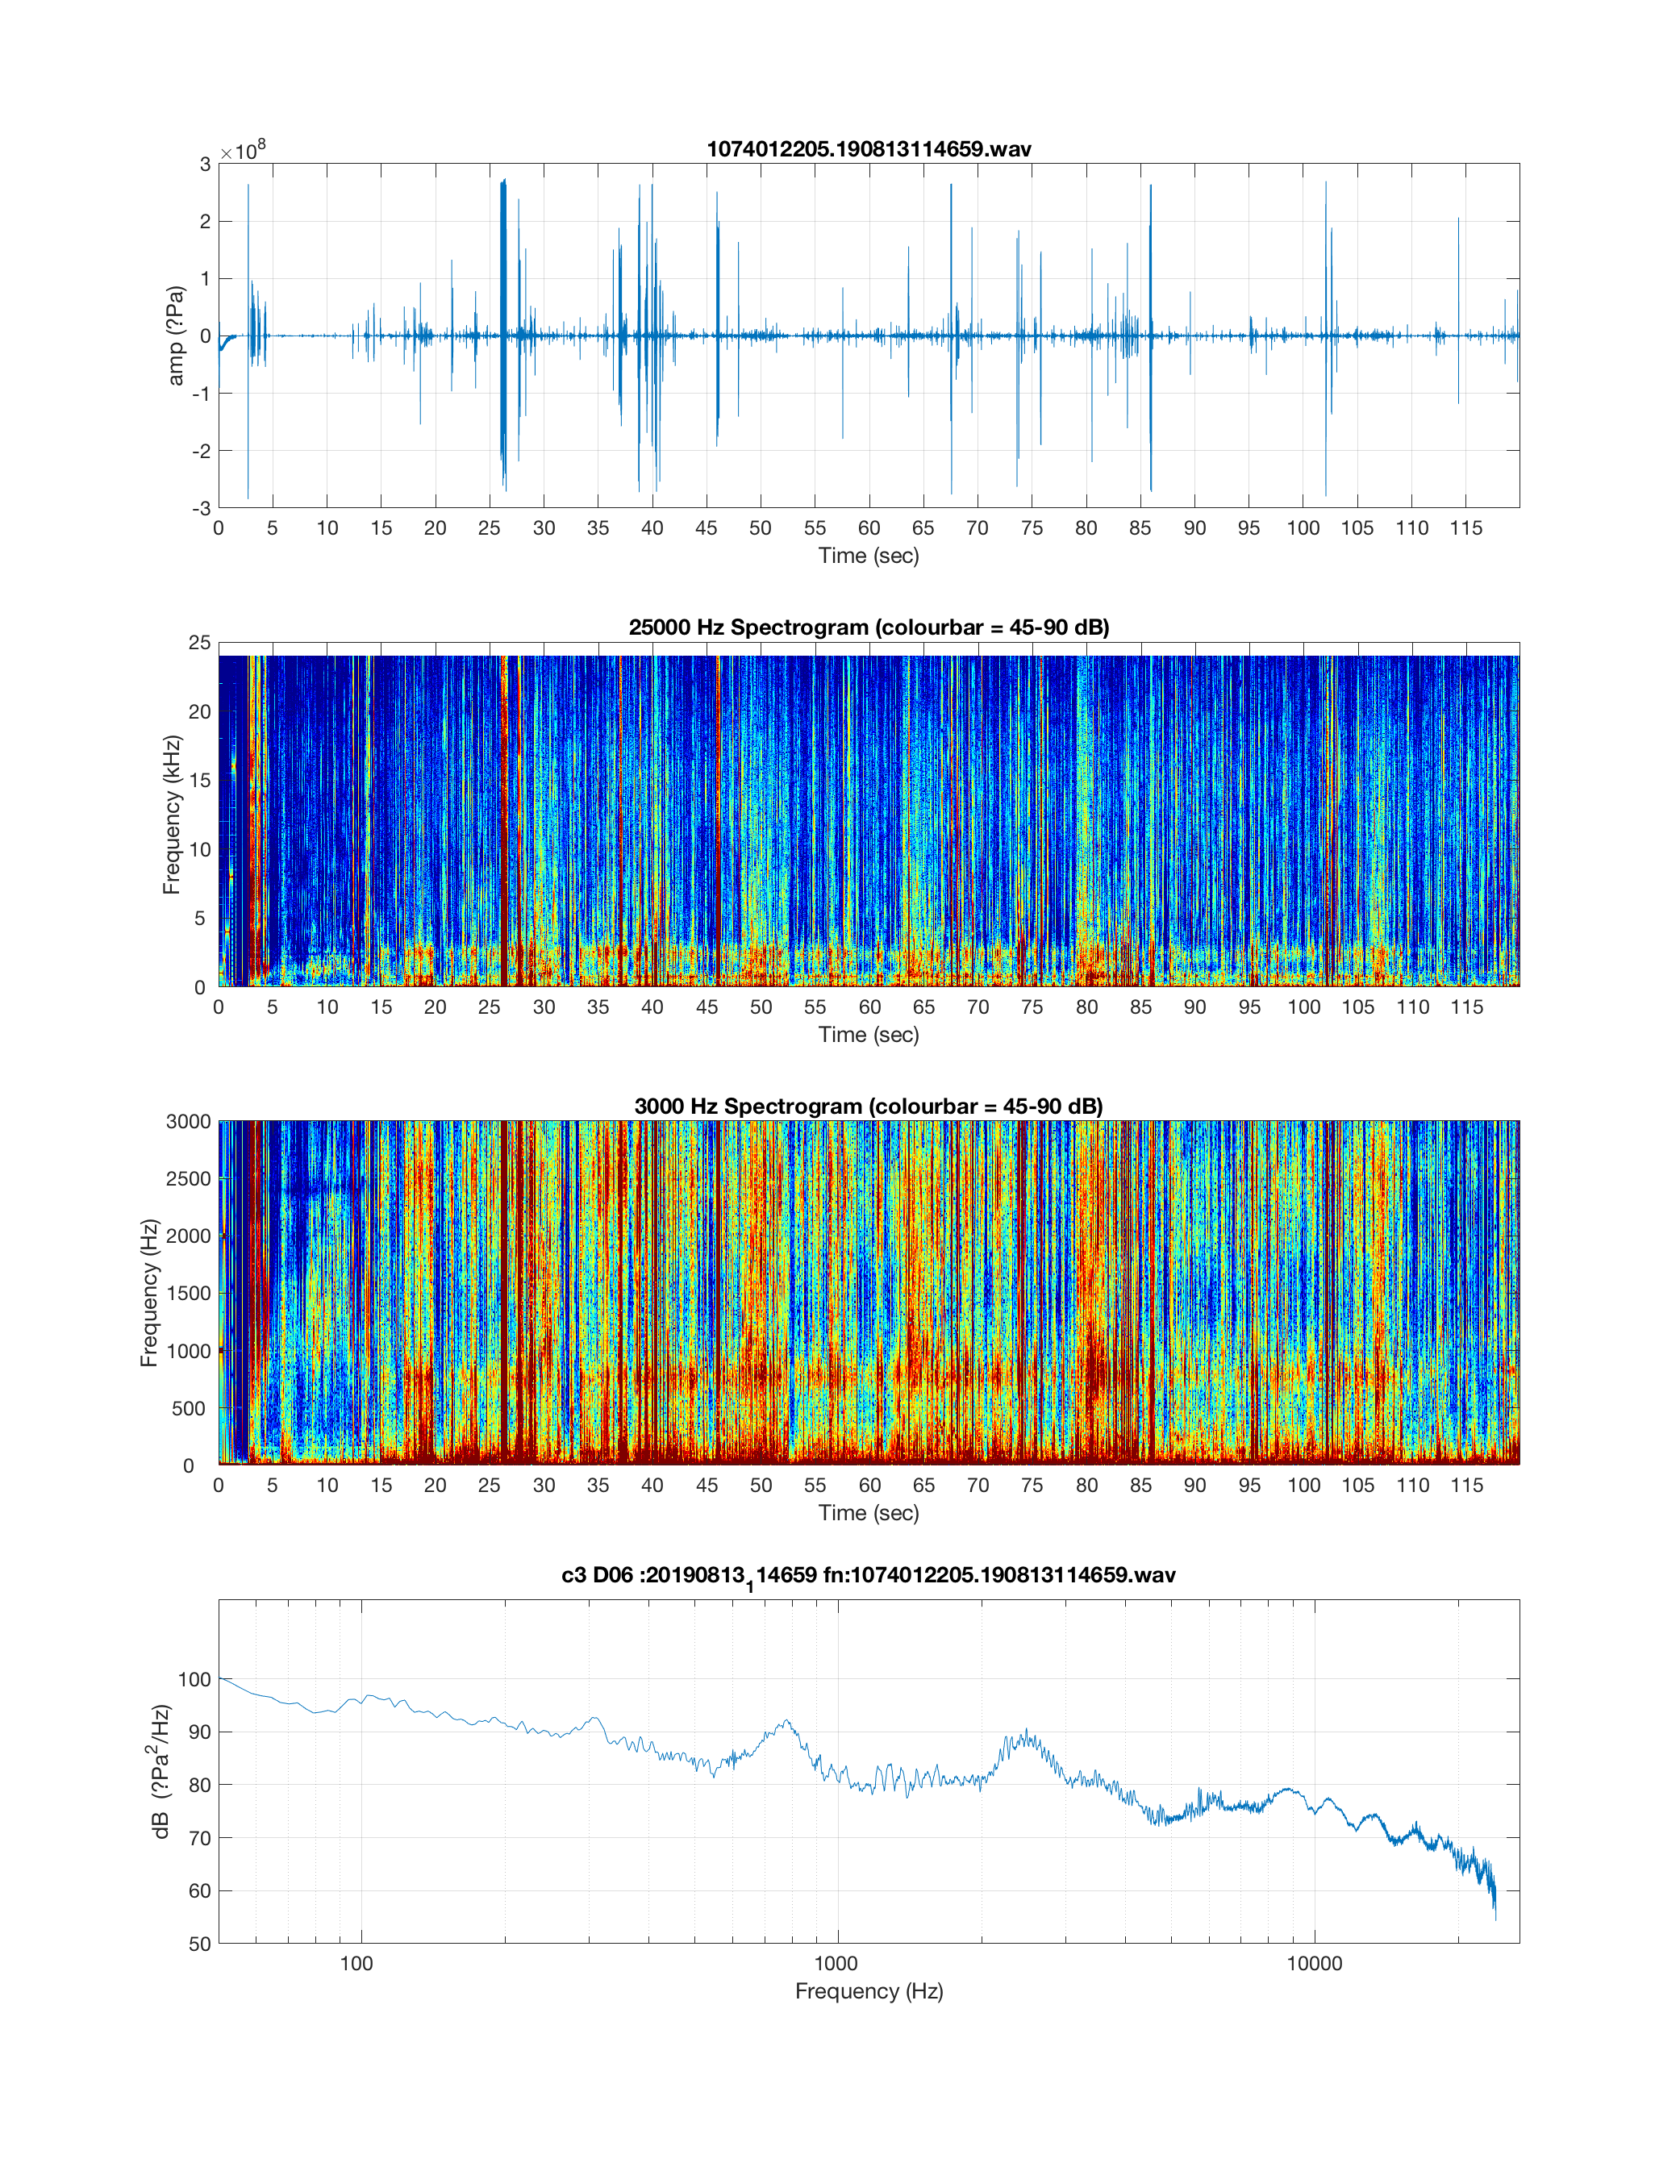 1074012205.190813114659.wav
×10⁸
3
2
1
0
-1
-2
-3
amp (?Pa)
0 5 10 15 20 25 30 35 40 45 50 55 60 65 70 75 80 85 90 95 100 105 110 115
Time (sec)
25000 Hz Spectrogram (colourbar = 45-90 dB)
25
20
15
10
5
0
Frequency (kHz)
0 5 10 15 20 25 30 35 40 45 50 55 60 65 70 75 80 85 90 95 100 105 110 115
Time (sec)
3000 Hz Spectrogram (colourbar = 45-90 dB)
3000
2500
2000
1500
1000
500
0
Frequency (Hz)
0 5 10 15 20 25 30 35 40 45 50 55 60 65 70 75 80 85 90 95 100 105 110 115
Time (sec)
c3 D06 :20190813₁14659 fn:1074012205.190813114659.wav
100
90
80
70
60
50
dB (?Pa²/Hz)
100 1000 10000
Frequency (Hz)